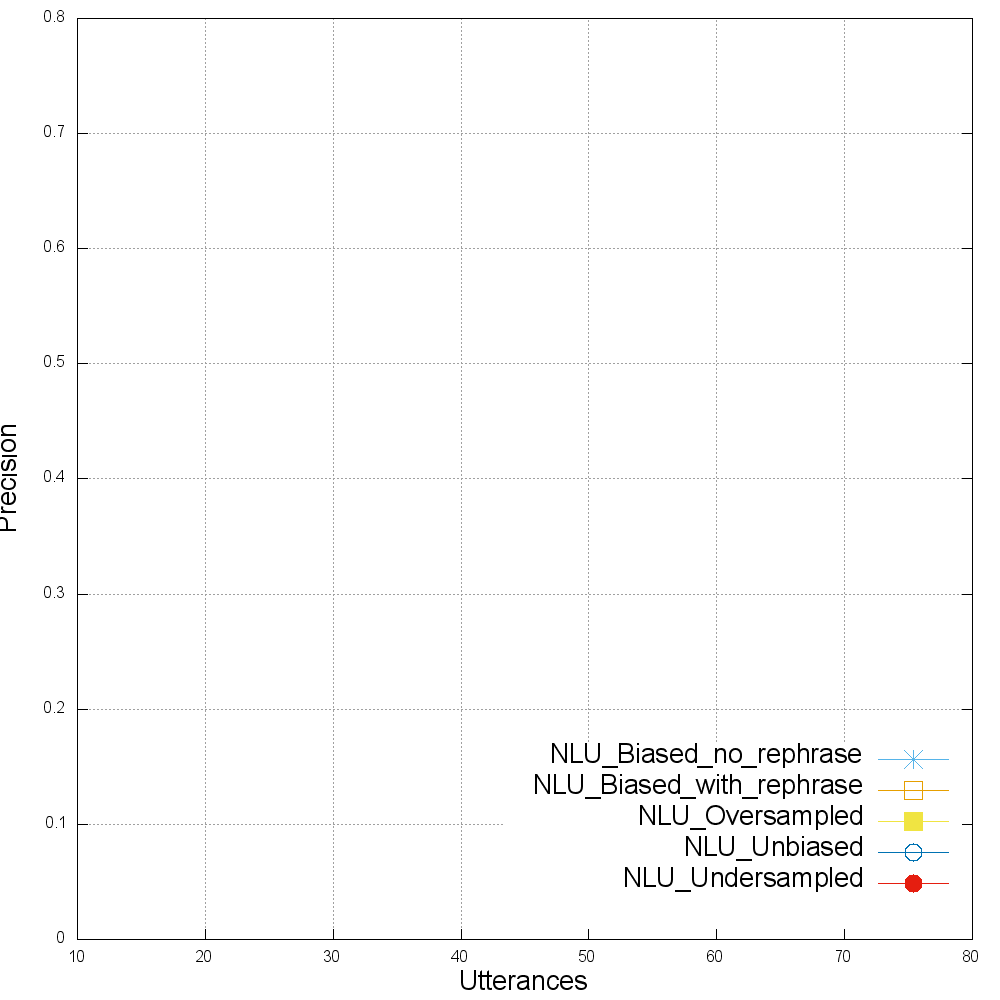 0.8
0.7
0.6
0.5
0.4
0.3
0.2
0.1
0
Precision
NLU_Biased_no_rephrase
NLU_Biased_with_rephrase
NLU_Oversampled
NLU_Unbiased
NLU_Undersampled
10 20 30 40 50 60 70 80
Utterances